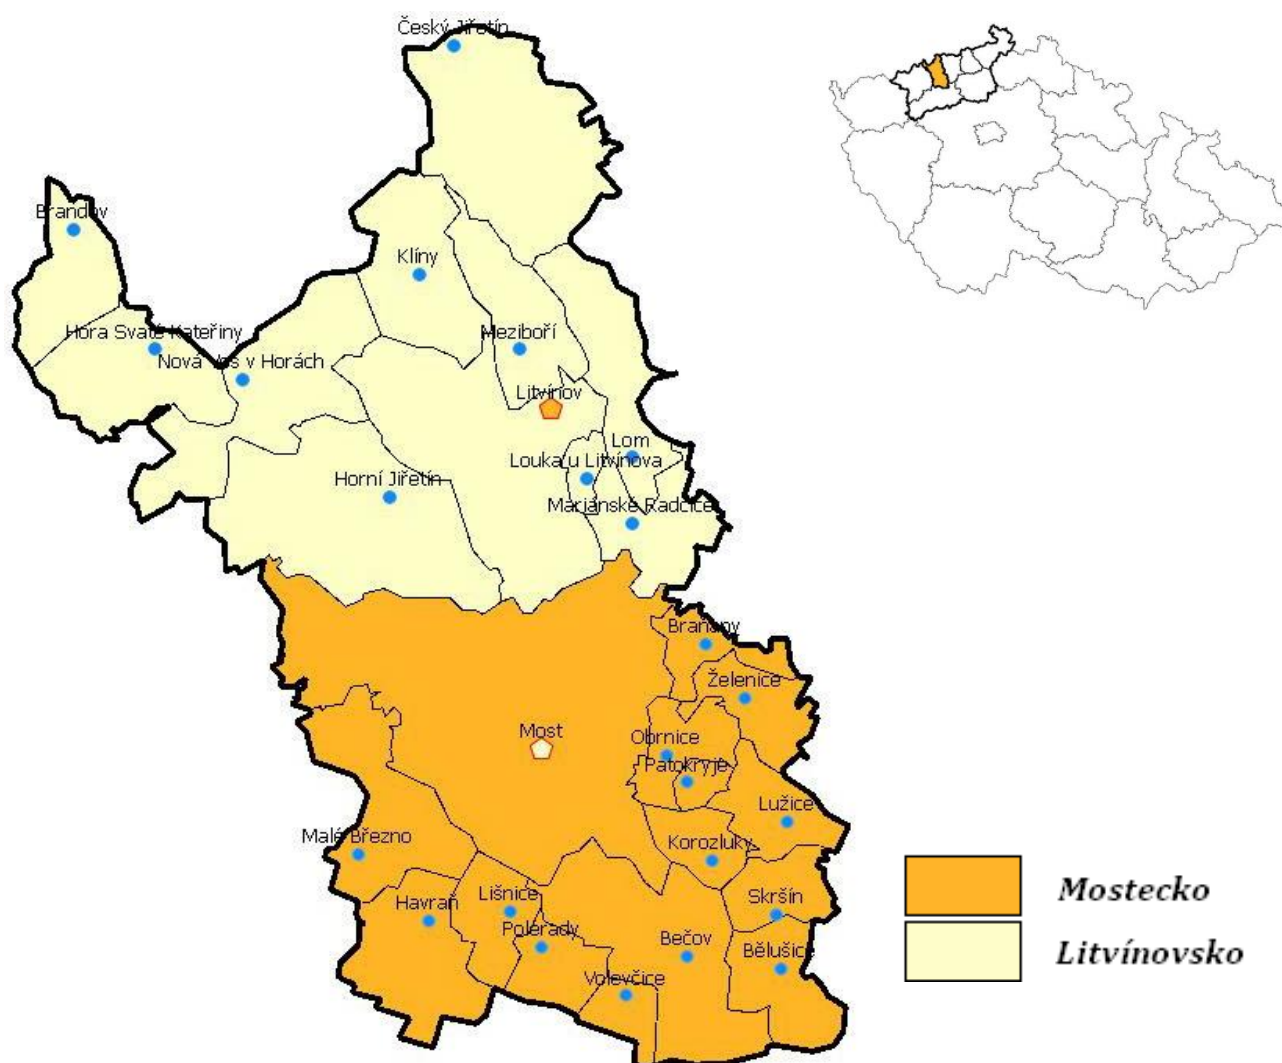 Český Jiřetín
Brandov
Klíny
Hora Svaté Kateřiny
Meziboří
Nová Ves v Horách
Litvínov
Lom
Louka u Litvínova
Horní Jiřetín
Mariánské Radčice
Braňany
Želenice
Most
Obrnice
Patokryje
Lužice
Malé Březno
Korozluky
Lišnice
Skršín
Havraň
Polerady
Bečov
Bělušice
Volevčice
Mostecko
Litvínovsko